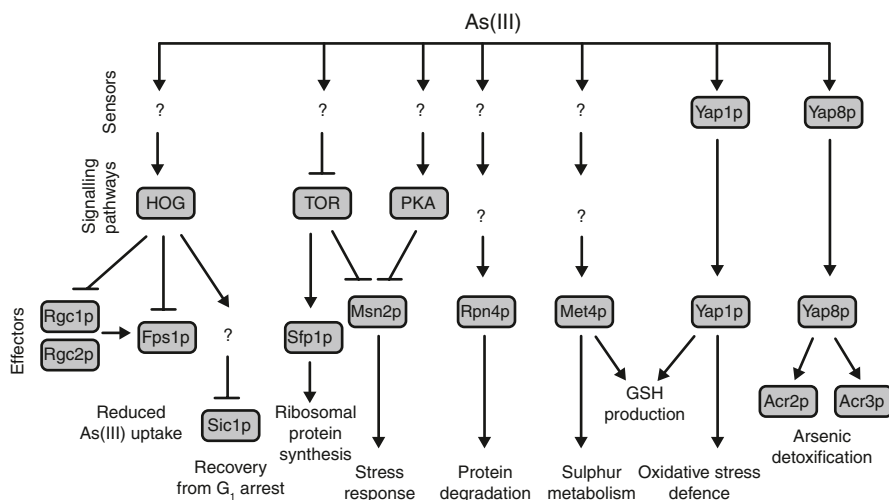 As(III)
Sensors
? ? ? ? ? Yap1p Yap8p
Signalling
pathways
HOG TOR PKA ? ?
Effectors
Rgc1p
Rgc2p
Fps1p
?
Sfp1p
Msn2p
Rpn4p
Met4p
Yap1p
Yap8p
Sic1p
GSH
production
Acr2p
Acr3p
Reduced
As(III) uptake
Recovery
from G₁ arrest
Ribosomal
protein
synthesis
Stress
response
Protein
degradation
Sulphur
metabolism
Oxidative stress
defence
Arsenic
detoxification